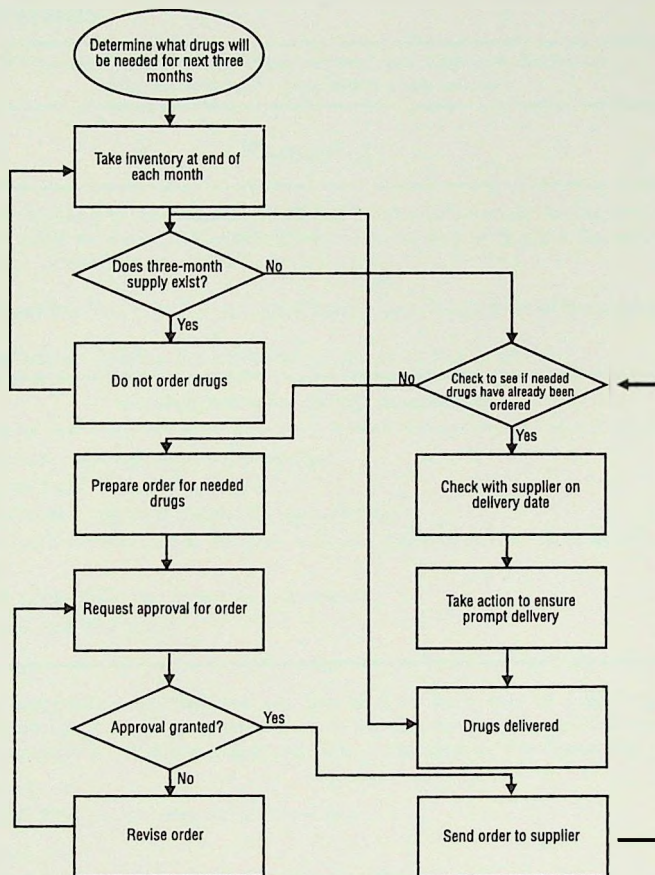 Determine what drugs will
be needed for next three
months
Take inventory at end of
each month
Does three-month
supply exist?
No
Yes
Do not order drugs
No
Check to see if needed
drugs have already been
ordered
Yes
Prepare order for needed
drugs
Check with supplier on
delivery date
Request approval for order
Take action to ensure
prompt delivery
Approval granted?
Yes
Drugs delivered
No
Revise order
Send order to supplier